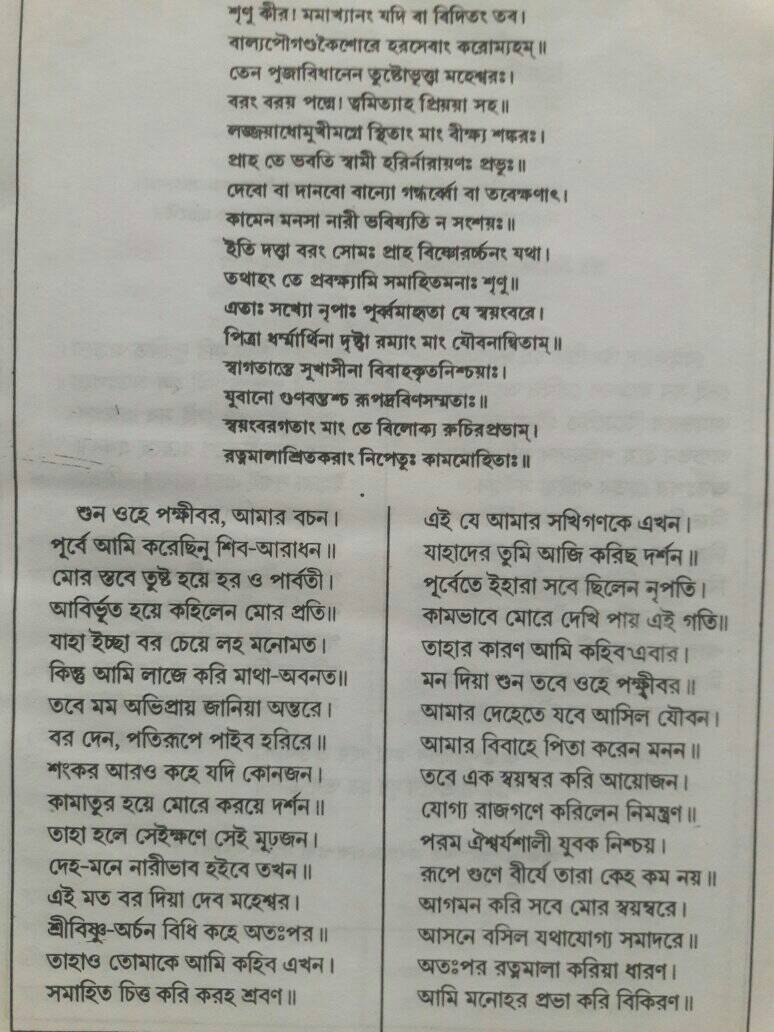 শৃণু কীর! মমাখ্যানং যদি বা বিদিতং তব।
বাল্যপৌগণ্ডকৈশোরে হরসেবাং করোম্যহম্॥
তেন পূজাবিধানেন তুষ্টোভূত্বা মহেশ্বরঃ।
বরং বরয় পদ্মে! ত্বমিত্যাহ প্রিয়য়া সহ॥
লজ্জয়াধোমুখীমগ্রে স্থিতাং মাং বীক্ষ্য শঙ্করঃ।
প্রাহ তে ভবতি স্বামী হরির্নারায়ণঃ প্রভুঃ॥
দেবো বা দানবো বান্যো গন্ধর্ব্বো বা তবেক্ষণাৎ।
কামেন মনসা নারী ভবিষ্যতি ন সংশয়ঃ॥
ইতি দত্ত্বা বরং সোমঃ প্রাহ বিষ্ণোরর্চ্চনং যথা।
তথাহং তে প্রবক্ষ্যামি সমাহিতমনাঃ শৃণু॥
এতাঃ সখ্যো নৃপাঃ পূর্ব্বমাহৃতা যে স্বয়ংবরে।
পিত্রা ধর্ম্মার্থিনা দৃষ্ট্বা রম্যাং মাং যৌবনান্বিতাম্॥
স্বাগতাস্তে সুখাসীনা বিবাহকৃতনিশ্চয়াঃ।
যুবানো গুণবন্তশ্চ রূপদ্রবিণসম্মতাঃ॥
স্বয়ংবরগতাং মাং তে বিলোক্য রুচিরপ্রভাম্।
রত্নমালাশ্রিতকরাং নিপেতুঃ কামমোহিতাঃ॥
শুন ওহে পক্ষীবর, আমার বচন।
পূর্বে আমি করেছিনু শিব-আরাধন॥
মোর স্তবে তুষ্ট হয়ে হর ও পার্বতী।
আবির্ভূত হয়ে কহিলেন মোর প্রতি॥
যাহা ইচ্ছা বর চেয়ে লহ মনোমত।
কিন্তু আমি লাজে করি মাথা-অবনত॥
তবে মম অভিপ্রায় জানিয়া অন্তরে।
বর দেন, পতিরূপে পাইব হরিরে॥
শংকর আরও কহে যদি কোনজন।
কামাতুর হয়ে মোরে করয়ে দর্শন॥
তাহা হলে সেইক্ষণে সেই মূঢ়জন।
দেহ-মনে নারীভাব হইবে তখন॥
এই মত বর দিয়া দেব মহেশ্বর।
শ্রীবিষ্ণু-অর্চন বিধি কহে অতঃপর॥
তাহাও তোমাকে আমি কহিব এখন।
সমাহিত চিত্ত করি করহ শ্রবণ॥
এই যে আমার সখিগণকে এখন।
যাহাদের তুমি আজি করিছ দর্শন॥
পূর্বেতে ইহারা সবে ছিলেন নৃপতি।
কামভাবে মোরে দেখি পায় এই গতি॥
তাহার কারণ আমি কহিব এবার।
মন দিয়া শুন তবে ওহে পক্ষীবর॥
আমার দেহেতে যবে আসিল যৌবন।
আমার বিবাহে পিতা করেন মনন॥
তবে এক স্বয়ম্বর করি আয়োজন।
যোগ্য রাজগণে করিলেন নিমন্ত্রণ॥
পরম ঐশ্বর্যশালী যুবক নিশ্চয়।
রূপে গুণে বীর্যে তারা কেহ কম নয়॥
আগমন করি সবে মোর স্বয়ম্বরে।
আসনে বসিল যথাযোগ্য সমাদরে॥
অতঃপর রত্নমালা করিয়া ধারণ।
আমি মনোহর প্রভা করি বিকিরণ॥